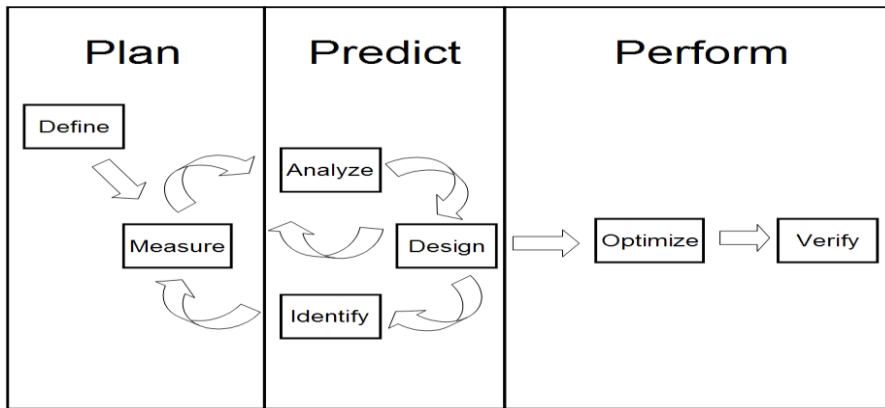 Plan
Predict
Perform
Define
Analyze
Measure
Design
Optimize
Verify
Identify